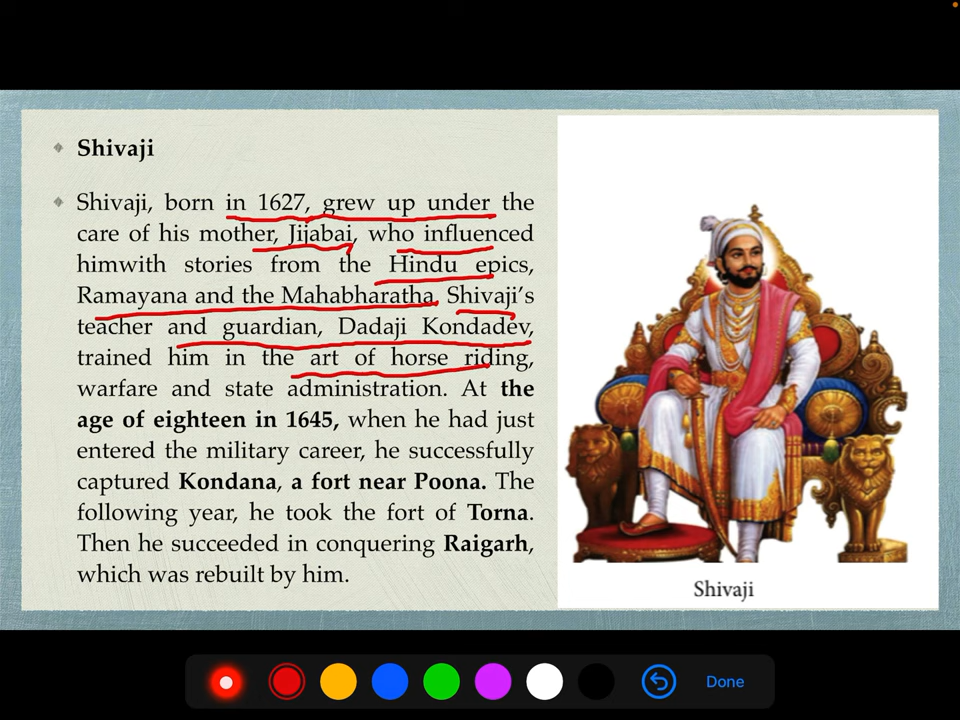 Shivaji
Shivaji, born in 1627, grew up under the
care of his mother, Jijabai, who influenced
himwith stories from the Hindu epics,
Ramayana and the Mahabharatha. Shivaji's
teacher and guardian, Dadaji Kondadev,
trained him in the art of horse riding,
warfare and state administration. At the
age of eighteen in 1645, when he had just
entered the military career, he successfully
captured Kondana, a fort near Poona. The
following year, he took the fort of Torna.
Then he succeeded in conquering Raigarh,
which was rebuilt by him.
Shivaji
Done